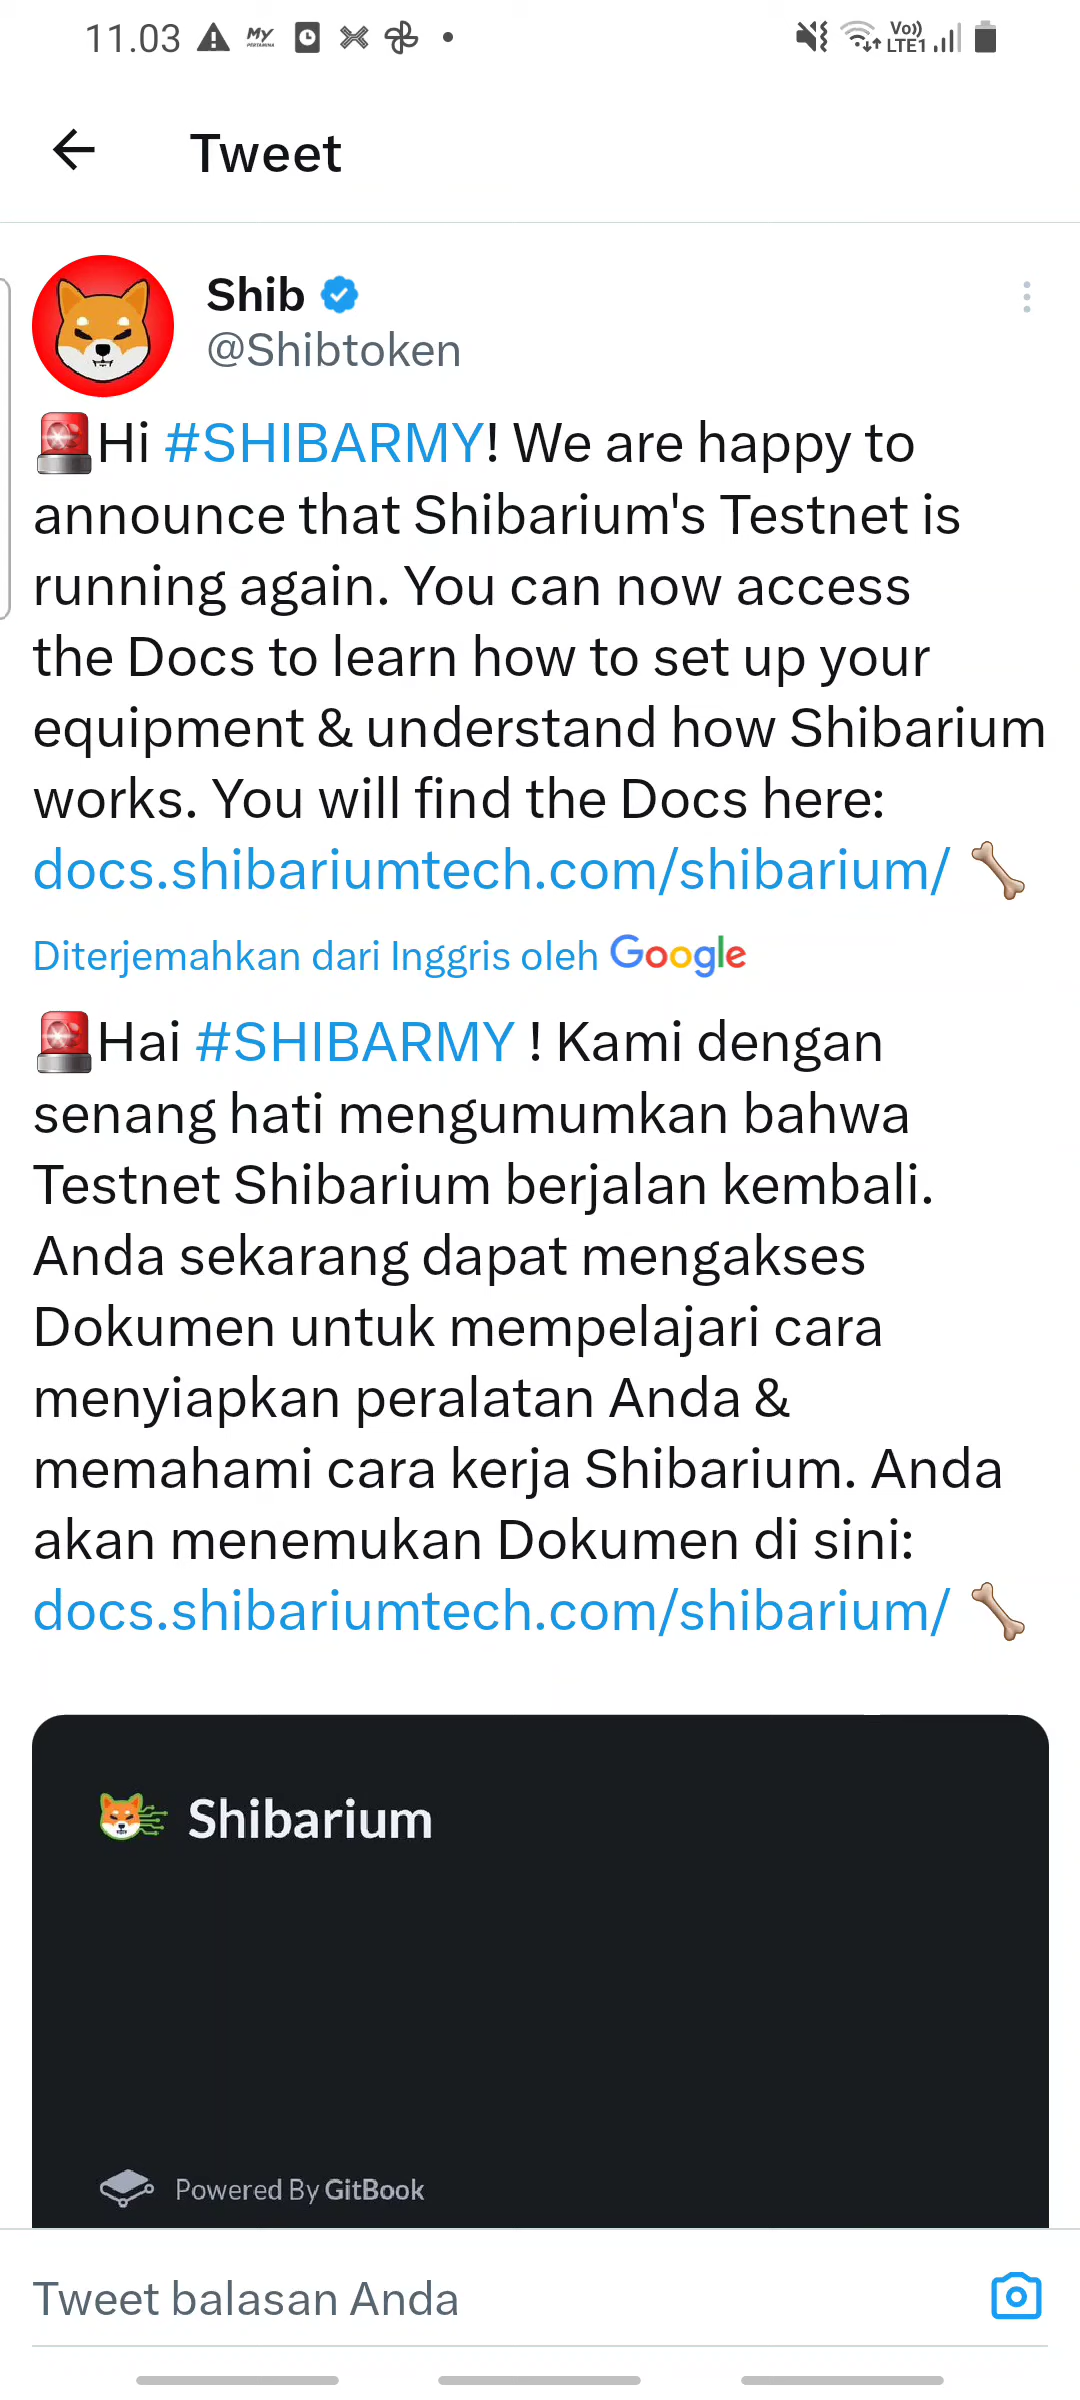 11.03 MY PERTAMINA Vo)) LTE1
Tweet
Shib
@Shibtoken
🚨Hi #SHIBARMY! We are happy to
announce that Shibarium's Testnet is
running again. You can now access
the Docs to learn how to set up your
equipment & understand how Shibarium
works. You will find the Docs here:
docs.shibariumtech.com/shibarium/ 🦴
Diterjemahkan dari Inggris oleh Google
🚨Hai #SHIBARMY ! Kami dengan
senang hati mengumumkan bahwa
Testnet Shibarium berjalan kembali.
Anda sekarang dapat mengakses
Dokumen untuk mempelajari cara
menyiapkan peralatan Anda &
memahami cara kerja Shibarium. Anda
akan menemukan Dokumen di sini:
docs.shibariumtech.com/shibarium/ 🦴
Shibarium
Powered By GitBook
Tweet balasan Anda